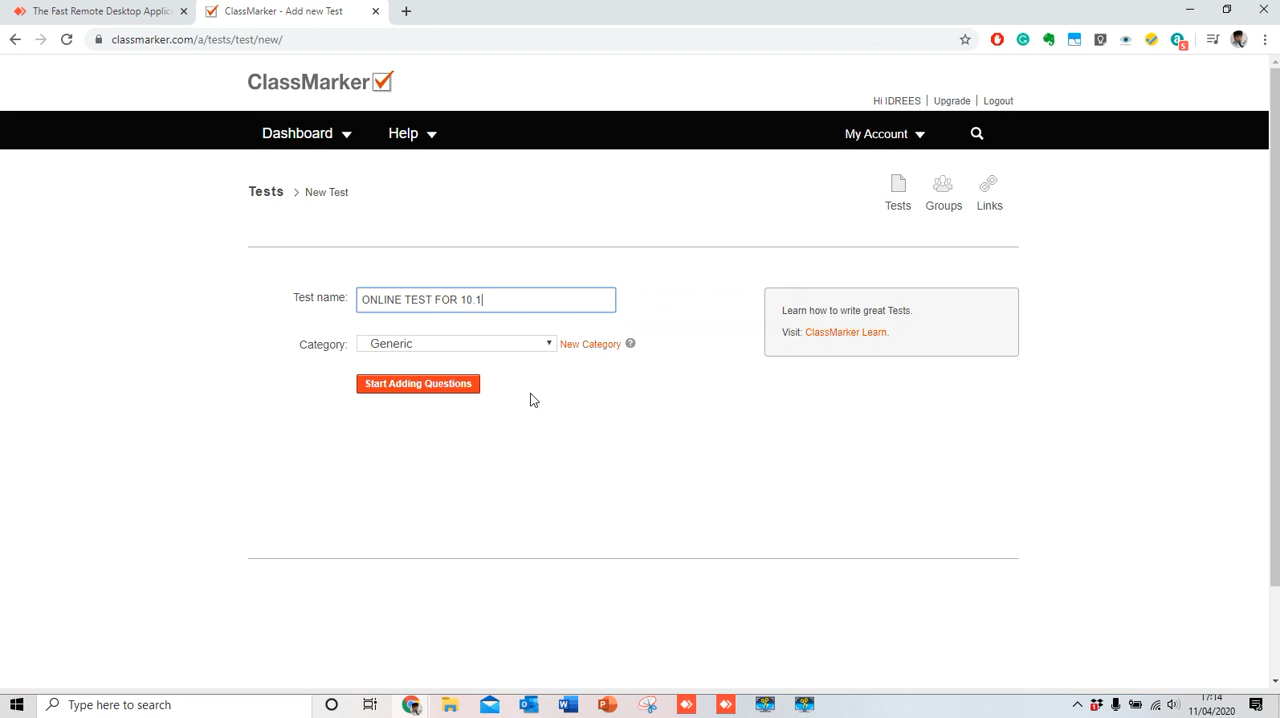 The Fast Remote Desktop Applic
ClassMarker - Add new Test
classmarker.com/a/tests/test/new/
ClassMarker
Hi IDREES | Upgrade | Logout
Dashboard
Help
My Account
Tests > New Test
Tests
Groups
Links
Test name:
ONLINE TEST FOR 10.1
Learn how to write great Tests.
Visit: ClassMarker Learn.
Category:
Generic
New Category
Start Adding Questions
Type here to search
17:14
11/04/2020